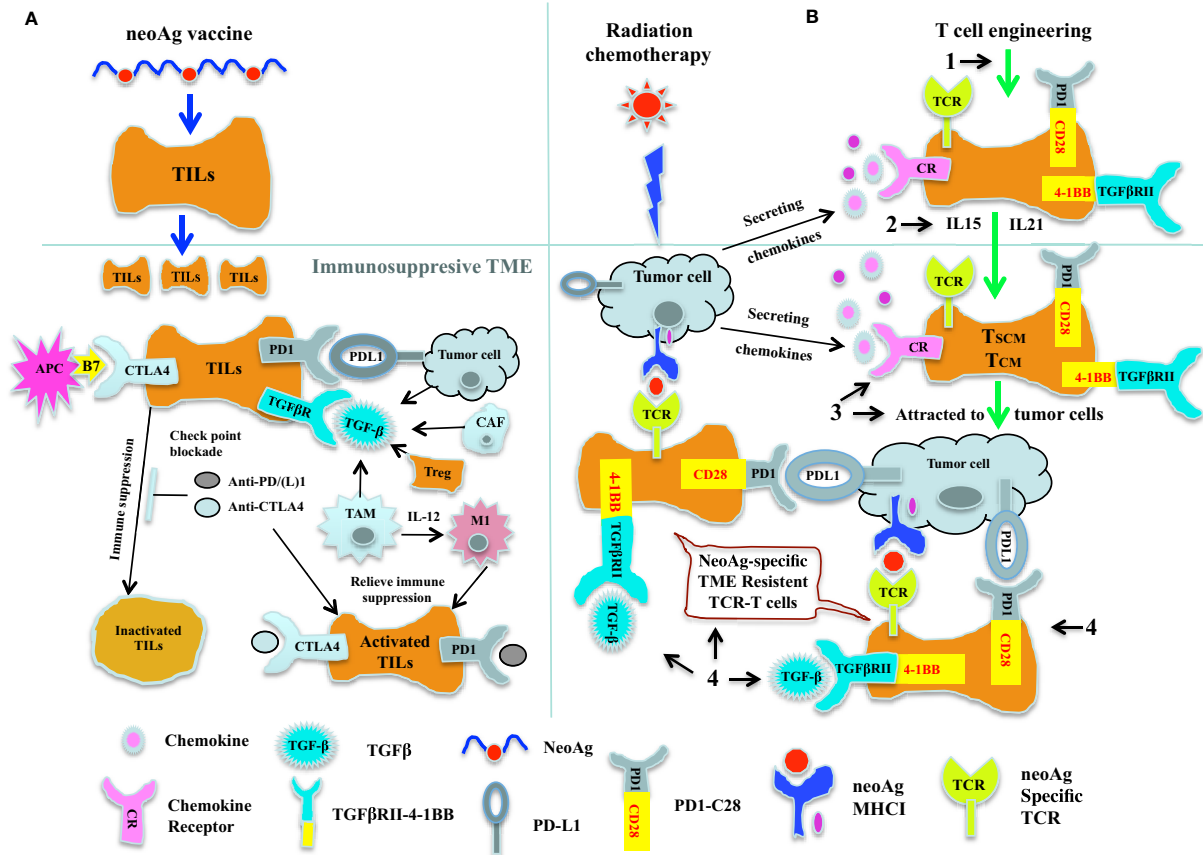 A
neoAg vaccine
TILs
TILs
TILs
TILs
Immunosuppresive TME
APC
B7
CTLA4
TILs
PD1
PDL1
Tumor cell
TGFβR
TGF-β
CAF
Treg
Immune suppression
Check point
blockade
Anti-PD/(L)1
Anti-CTLA4
TAM
IL-12
M1
Relieve immune
suppression
Inactivated
TILs
CTLA4
Activated
TILs
PD1
Radiation
chemotherapy
Secreting
chemokines
Tumor cell
Secreting
chemokines
TCR
4-1BB
CD28
PD1
PDL1
TGFβRII
TGF-β
NeoAg-specific
TME Resistent
TCR-T cells
4
B
T cell engineering
1
TCR
PD1
CD28
CR
4-1BB
TGFβRII
2
IL15
IL21
TCR
PD1
CD28
CR
TSCM
TCM
4-1BB
TGFβRII
3
Attracted to
tumor cells
Tumor cell
PDL1
TCR
PD1
CD28
4
TGF-β
TGFβRII
4-1BB
Chemokine
TGF-β
TGFβ
NeoAg
CR
Chemokine
Receptor
TGFβRII-4-1BB
PD-L1
PD1
CD28
PD1-C28
neoAg
MHCI
TCR
neoAg
Specific
TCR